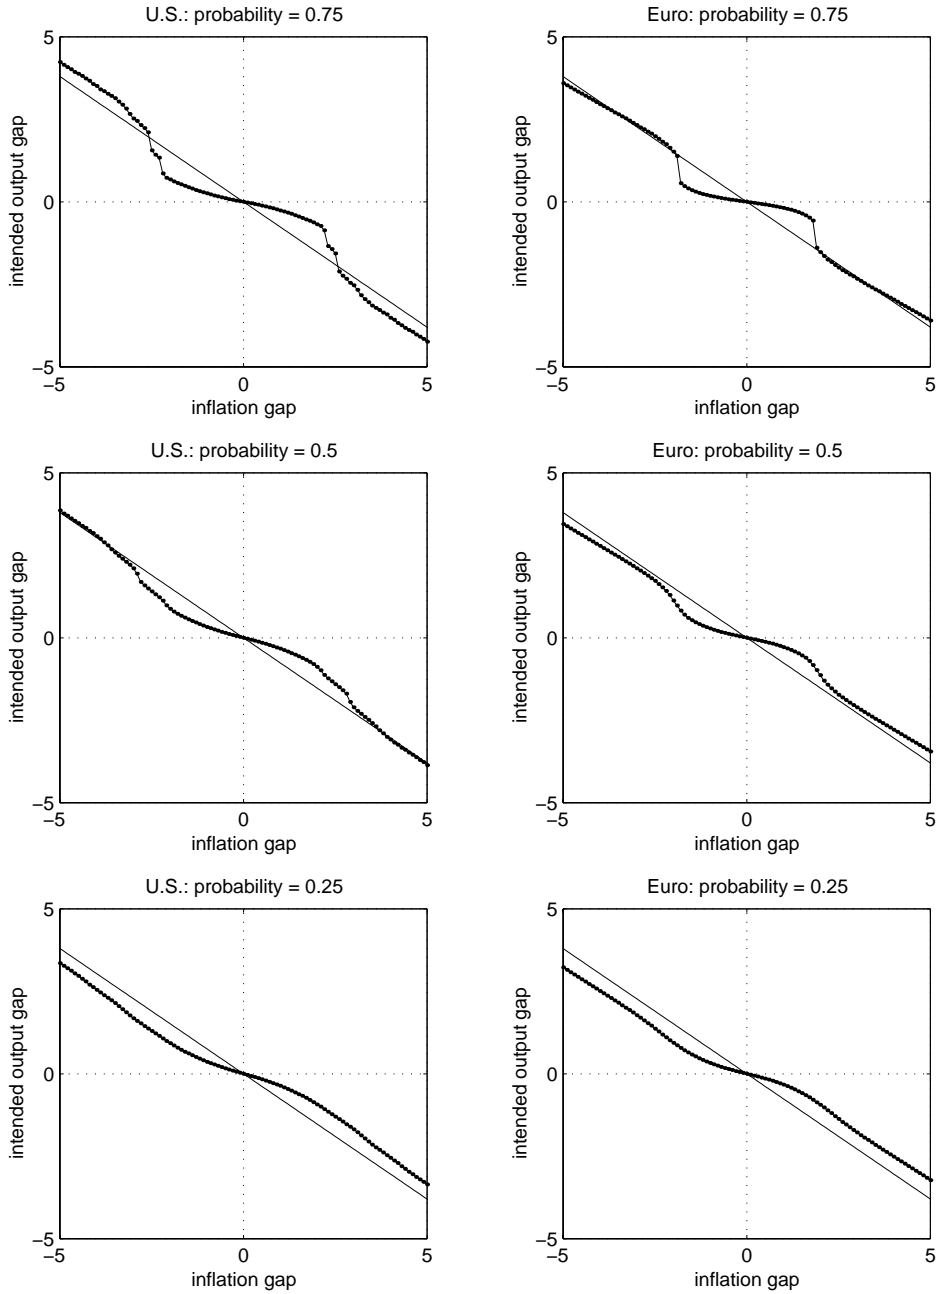 U.S.: probability = 0.75
5
0
−5
−5
0
5
intended output gap
inflation gap
Euro: probability = 0.75
5
0
−5
−5
0
5
intended output gap
inflation gap
U.S.: probability = 0.5
5
0
−5
−5
0
5
intended output gap
inflation gap
Euro: probability = 0.5
5
0
−5
−5
0
5
intended output gap
inflation gap
U.S.: probability = 0.25
5
0
−5
−5
0
5
intended output gap
inflation gap
Euro: probability = 0.25
5
0
−5
−5
0
5
intended output gap
inflation gap